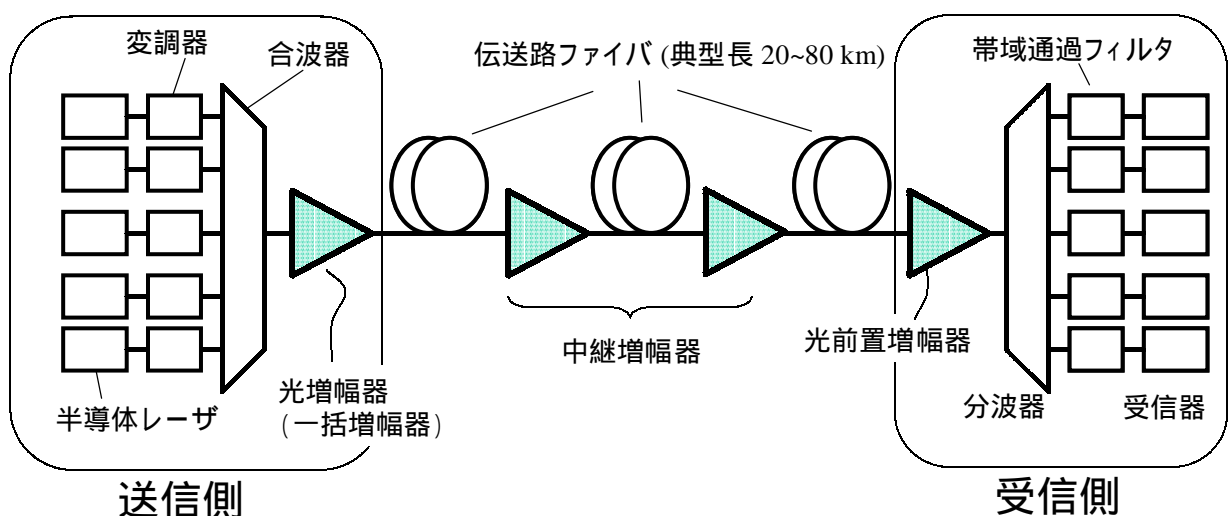 変調器
合波器
伝送路ファイバ (典型長 20~80 km)
帯域通過フィルタ
中継増幅器
光前置増幅器
光増幅器
(一括増幅器)
半導体レーザ
分波器
受信器
送信側
受信側